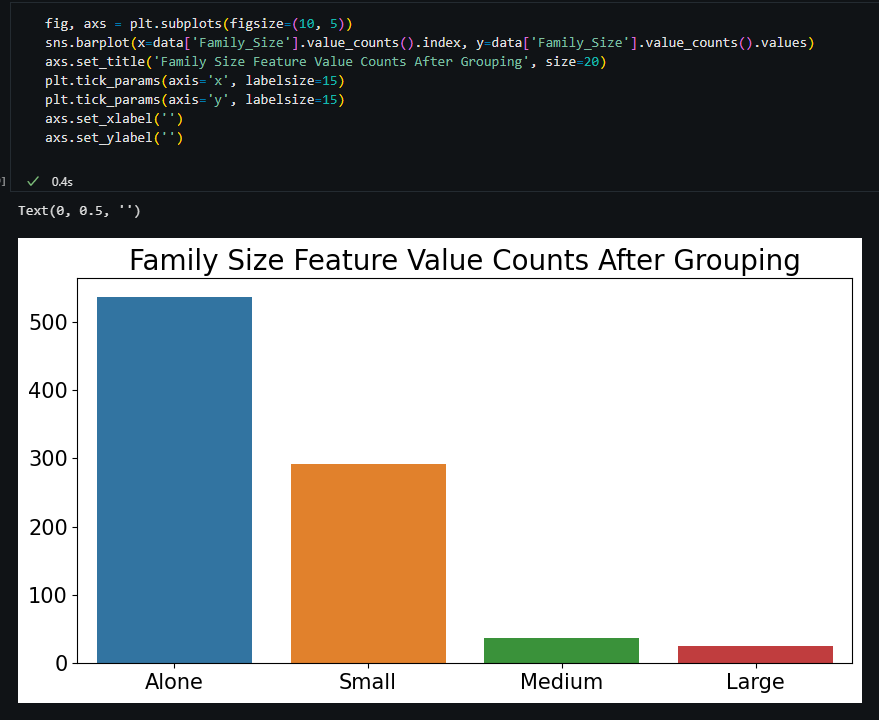 fig, axs = plt.subplots(figsize=(10, 5))
sns.barplot(x=data['Family_Size'].value_counts().index, y=data['Family_Size'].value_counts().values)
axs.set_title('Family Size Feature Value Counts After Grouping', size=20)
plt.tick_params(axis='x', labelsize=15)
plt.tick_params(axis='y', labelsize=15)
axs.set_xlabel('')
axs.set_ylabel('')
]
0.4s
Text(0, 0.5, '')
Family Size Feature Value Counts After Grouping
500
400
300
200
100
0
Alone Small Medium Large